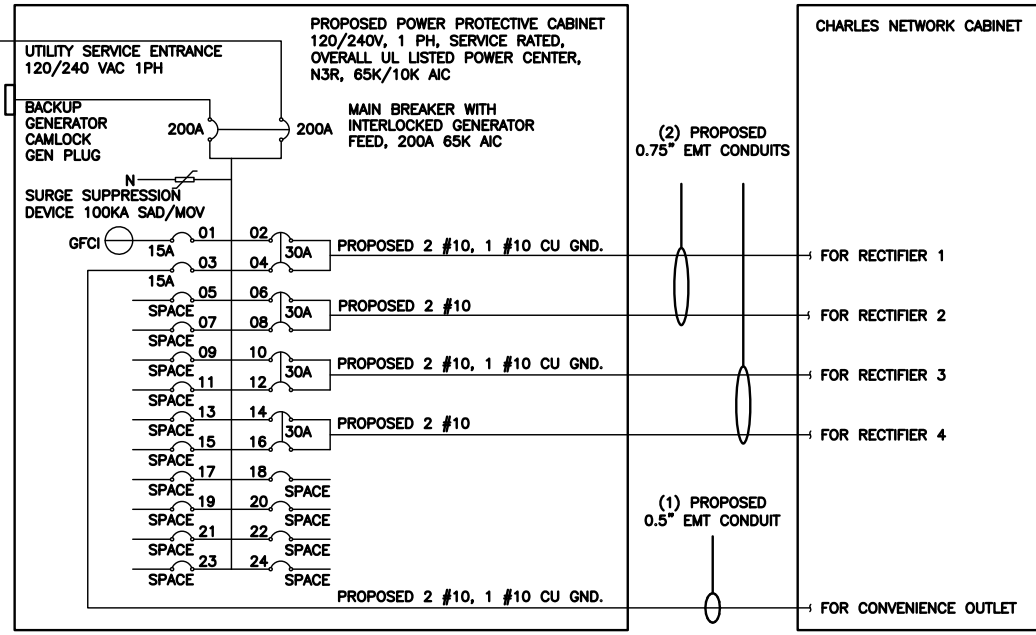 PROPOSED POWER PROTECTIVE CABINET
120/240V, 1 PH, SERVICE RATED,
OVERALL UL LISTED POWER CENTER,
N3R, 65K/10K AIC
CHARLES NETWORK CABINET
UTILITY SERVICE ENTRANCE
120/240 VAC 1PH
BACKUP
GENERATOR
CAMLOCK
GEN PLUG
200A
200A
MAIN BREAKER WITH
INTERLOCKED GENERATOR
FEED, 200A 65K AIC
(2) PROPOSED
0.75" EMT CONDUITS
N
SURGE SUPPRESSION
DEVICE 100KA SAD/MOV
GFCI
15A
01
02
30A
PROPOSED 2 #10, 1 #10 CU GND.
FOR RECTIFIER 1
15A
03
04
SPACE
05
06
30A
PROPOSED 2 #10
FOR RECTIFIER 2
SPACE
07
08
SPACE
09
10
30A
PROPOSED 2 #10, 1 #10 CU GND.
FOR RECTIFIER 3
SPACE
11
12
SPACE
13
14
30A
PROPOSED 2 #10
FOR RECTIFIER 4
SPACE
15
16
SPACE
17
18
SPACE
SPACE
19
20
SPACE
SPACE
21
22
SPACE
SPACE
23
24
SPACE
(1) PROPOSED
0.5" EMT CONDUIT
PROPOSED 2 #10, 1 #10 CU GND.
FOR CONVENIENCE OUTLET